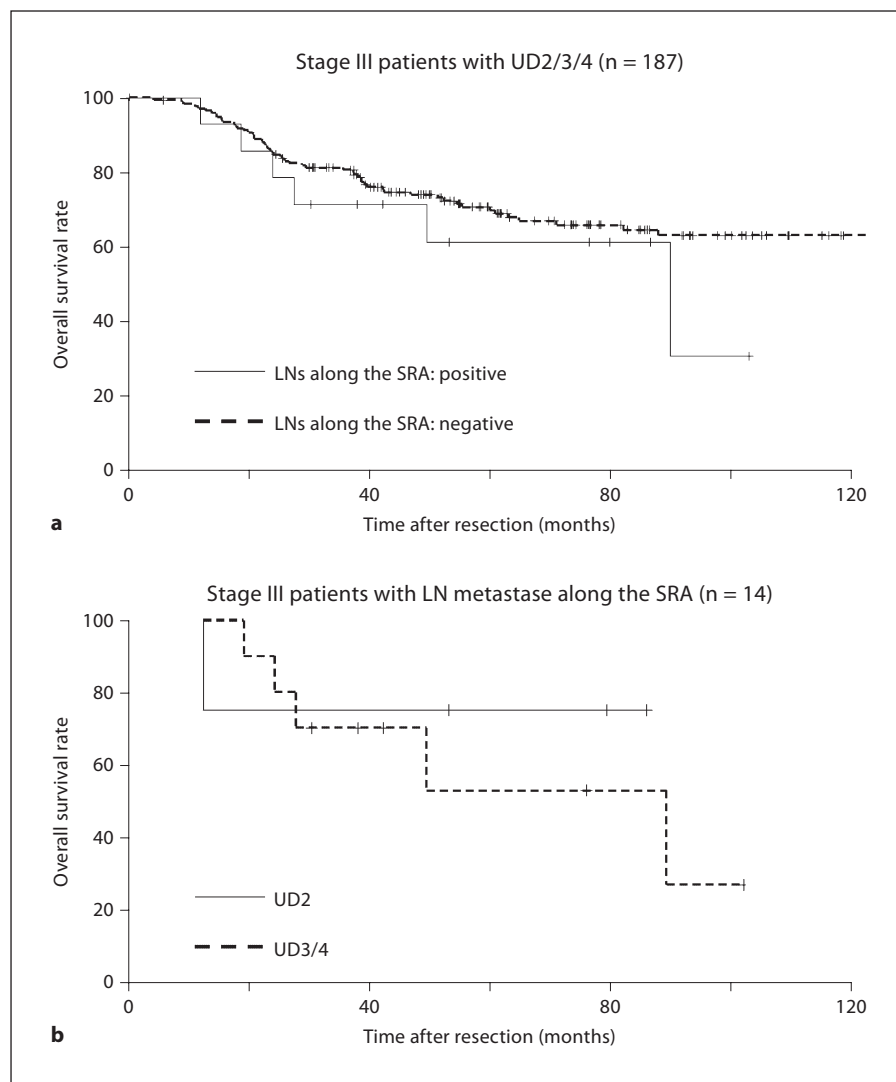 Stage III patients with UD2/3/4 (n = 187)
100
80
60
40
20
0
Overall survival rate
LNs along the SRA: positive
LNs along the SRA: negative
0
40
80
120
Time after resection (months)
a
Stage III patients with LN metastase along the SRA (n = 14)
100
80
60
40
20
0
Overall survival rate
UD2
UD3/4
0
40
80
120
Time after resection (months)
b